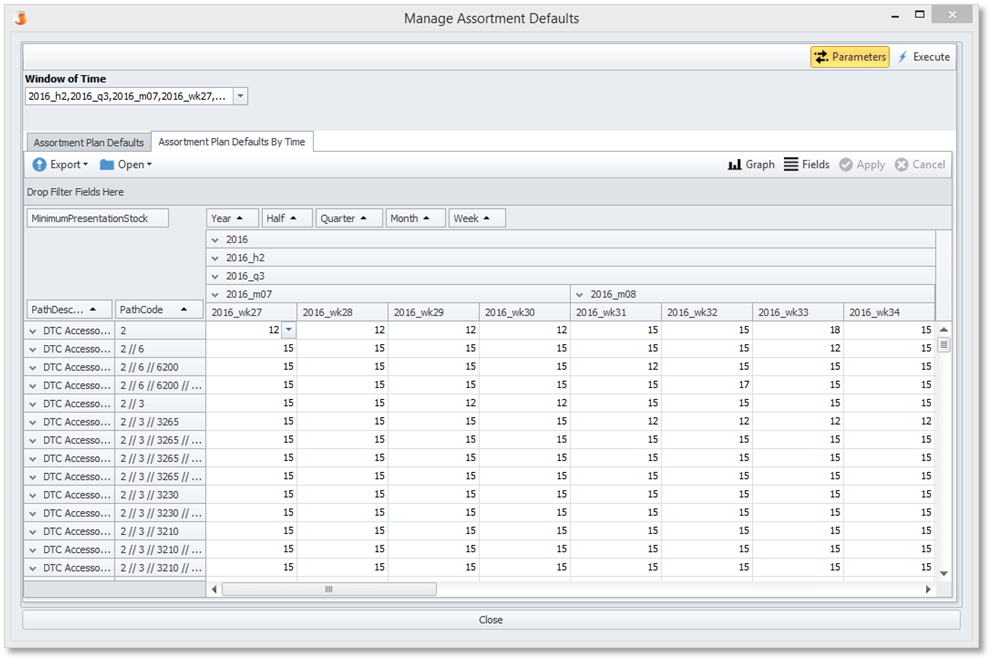 Manage Assortment Defaults
Parameters Execute
Window of Time
2016_h2,2016_q3,2016_m07,2016_wk27,...
Assortment Plan Defaults Assortment Plan Defaults By Time
Export Open Graph Fields Apply Cancel
Drop Filter Fields Here
MinimumPresentationStock Year Half Quarter Month Week
2016
2016_h2
2016_q3
2016_m07 2016_m08
PathDesc... PathCode 2016_wk27 2016_wk28 2016_wk29 2016_wk30 2016_wk31 2016_wk32 2016_wk33 2016_wk34
DTC Accesso... 2 12 12 12 12 15 15 18 15
DTC Accesso... 2 // 6 15 15 15 15 15 15 12 15
DTC Accesso... 2 // 6 // 6200 15 15 15 15 12 15 15 15
DTC Accesso... 2 // 6 // 6200 // ... 15 15 15 15 15 17 15 15
DTC Accesso... 2 // 3 15 15 12 12 15 15 15 15
DTC Accesso... 2 // 3 // 3265 15 15 15 15 12 12 12 12
DTC Accesso... 2 // 3 // 3265 // ... 15 15 15 15 15 15 15 15
DTC Accesso... 2 // 3 // 3265 // ... 15 15 15 15 15 15 15 15
DTC Accesso... 2 // 3 // 3265 // ... 15 15 15 15 15 15 15 15
DTC Accesso... 2 // 3 // 3230 15 15 15 15 15 15 15 15
DTC Accesso... 2 // 3 // 3230 // ... 15 15 15 15 15 15 15 15
DTC Accesso... 2 // 3 // 3210 15 15 15 15 15 15 15 15
DTC Accesso... 2 // 3 // 3210 // ... 15 15 15 15 15 15 15 15
DTC Accesso... 2 // 3 // 3210 // ... 15 15 15 15 15 15 15 15
Close